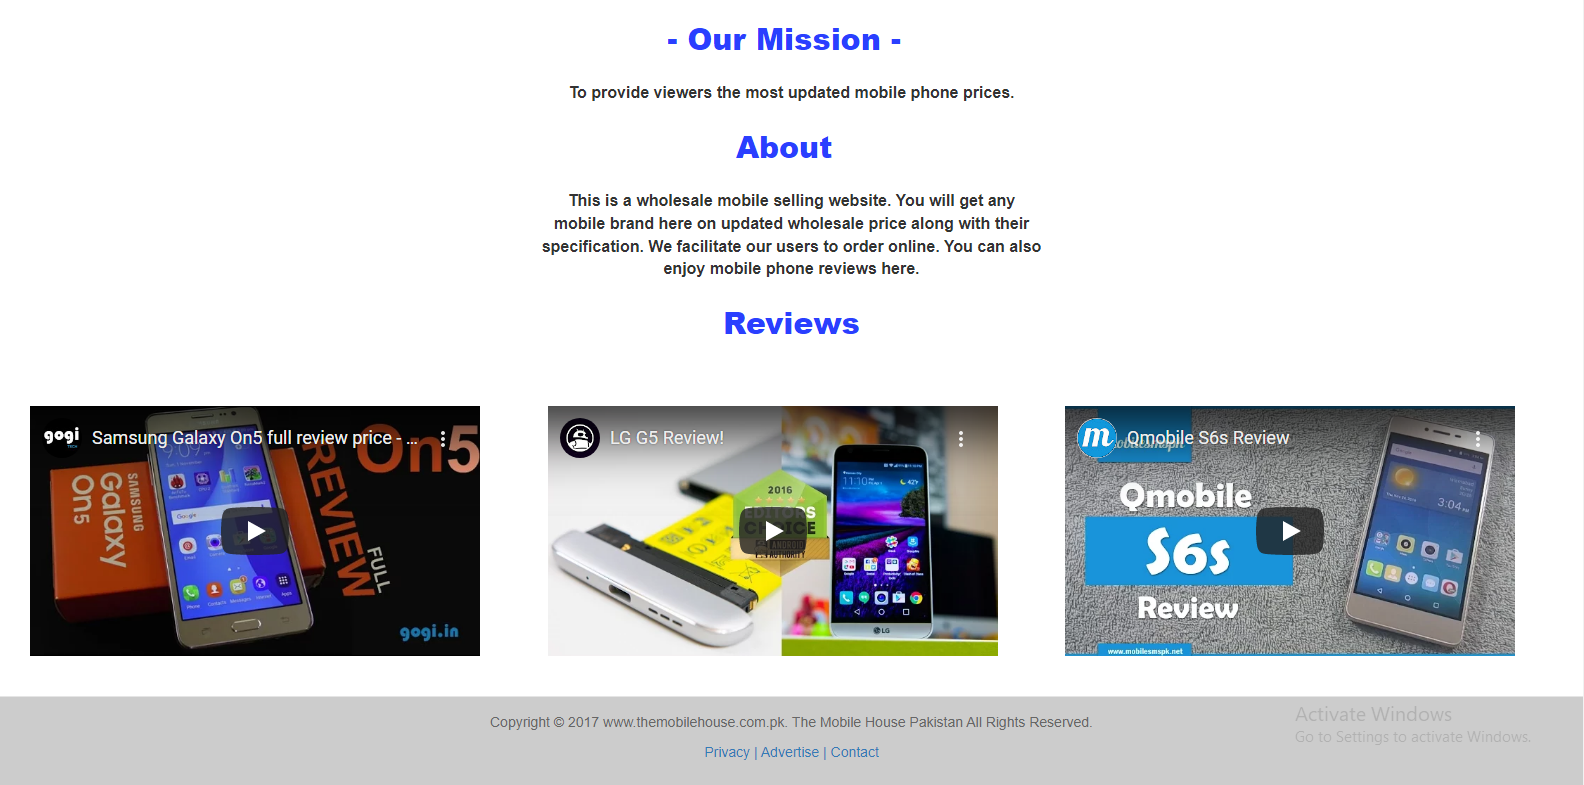 - Our Mission -
To provide viewers the most updated mobile phone prices.
About
This is a wholesale mobile selling website. You will get any
mobile brand here on updated wholesale price along with their
specification. We facilitate our users to order online. You can also
enjoy mobile phone reviews here.
Reviews
gogi
Samsung Galaxy On5 full review price - ...
On5
SAMSUNG
Galaxy
On5
REVIEW
FULL
gogi.in
LG G5 Review!
2016
EDITORS
CHOICE
AUTHORITY
LG
m
Qmobile S6s Review
Qmobile
S6s
Review
3:04
www.mobilesmspk.net
Copyright © 2017 www.themobilehouse.com.pk. The Mobile House Pakistan All Rights Reserved.
Privacy | Advertise | Contact
Activate Windows
Go to Settings to activate Windows.